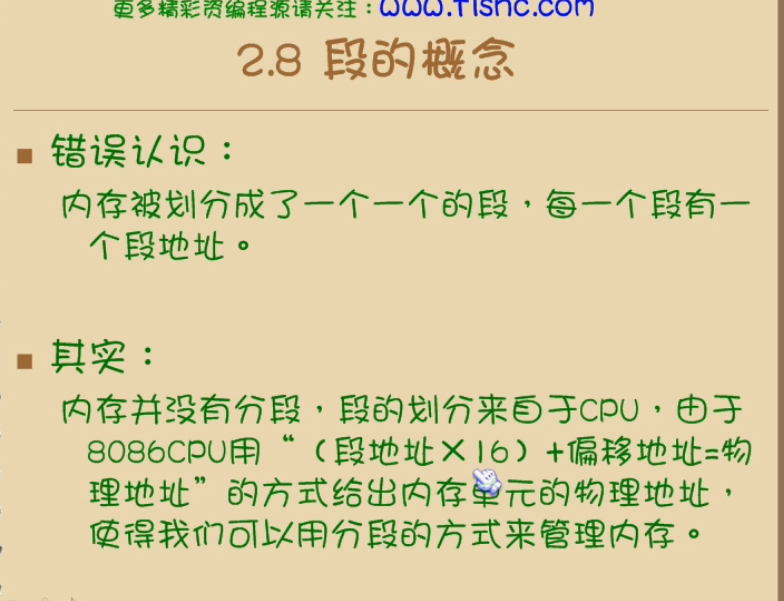 更多精彩资编程源请关注：www.TISNC.com
2.8 段的概念
错误认识：
内存被划分成了一个一个的段，每一个段有一
个段地址。
其实：
内存并没有分段，段的划分来自于CPU，由于
8086CPU用“（段地址×16）+偏移地址=物
理地址”的方式给出内存单元的物理地址，
使得我们可以用分段的方式来管理内存。